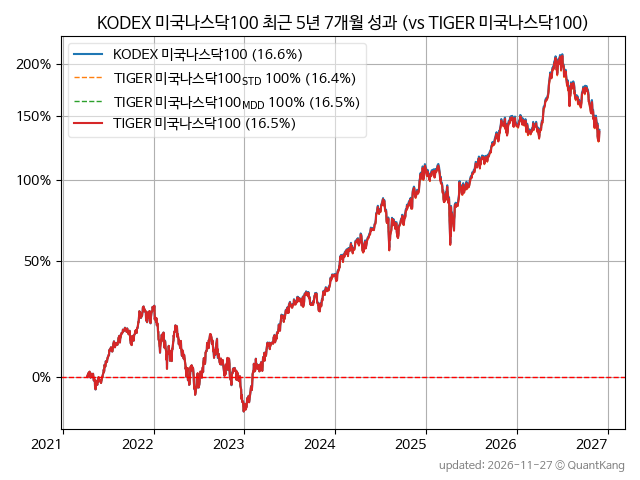 KODEX 미국나스닥100 최근 5년 7개월 성과 (vs TIGER 미국나스닥100)
KODEX 미국나스닥100 (16.6%)
TIGER 미국나스닥100STD 100% (16.4%)
TIGER 미국나스닥100MDD 100% (16.5%)
TIGER 미국나스닥100 (16.5%)
200%
150%
100%
50%
0%
2021 2022 2023 2024 2025 2026 2027
updated: 2026-11-27 © QuantKang